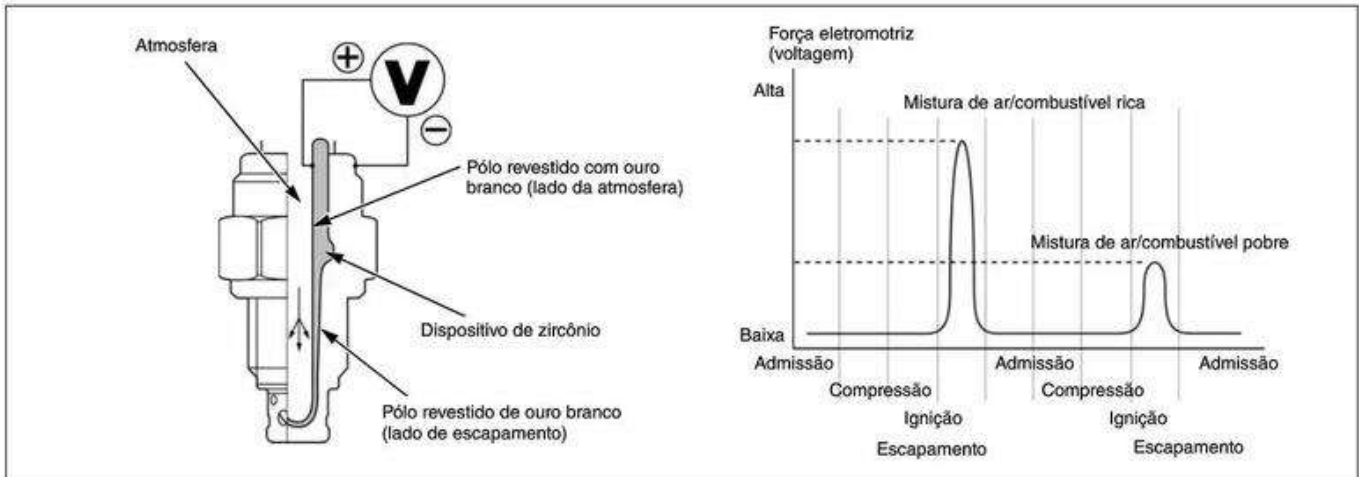 Atmosfera
+
V
−
Pólo revestido com ouro
branco (lado da atmosfera)
Dispositivo de zircônio
Pólo revestido de ouro branco
(lado de escapamento)
Força eletromotriz
(voltagem)
Alta
Mistura de ar/combustível rica
Mistura de ar/combustível pobre
Baixa
Admissão Admissão Admissão
Compressão Compressão
Ignição Ignição
Escapamento Escapamento